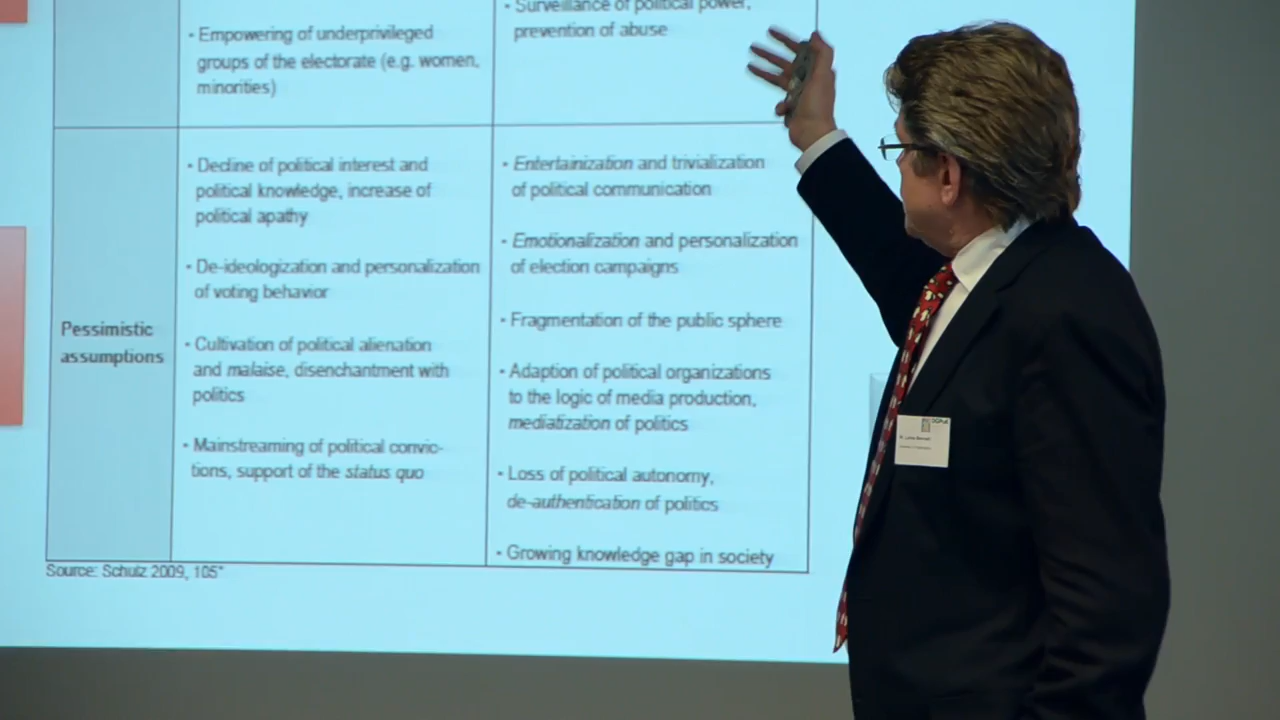 • Surveillance of political power,
prevention of abuse
• Empowering of underprivileged
groups of the electorate (e.g. women,
minorities)
Pessimistic
assumptions
• Decline of political interest and
political knowledge, increase of
political apathy
• De-ideologization and personalization
of voting behavior
• Cultivation of political alienation
and malaise, disenchantment with
politics
• Mainstreaming of political convic-
tions, support of the status quo
• Entertainization and trivialization
of political communication
• Emotionalization and personalization
of election campaigns
• Fragmentation of the public sphere
• Adaption of political organizations
to the logic of media production,
mediatization of politics
• Loss of political autonomy,
de-authentication of politics
• Growing knowledge gap in society
Source: Schulz 2009, 105*